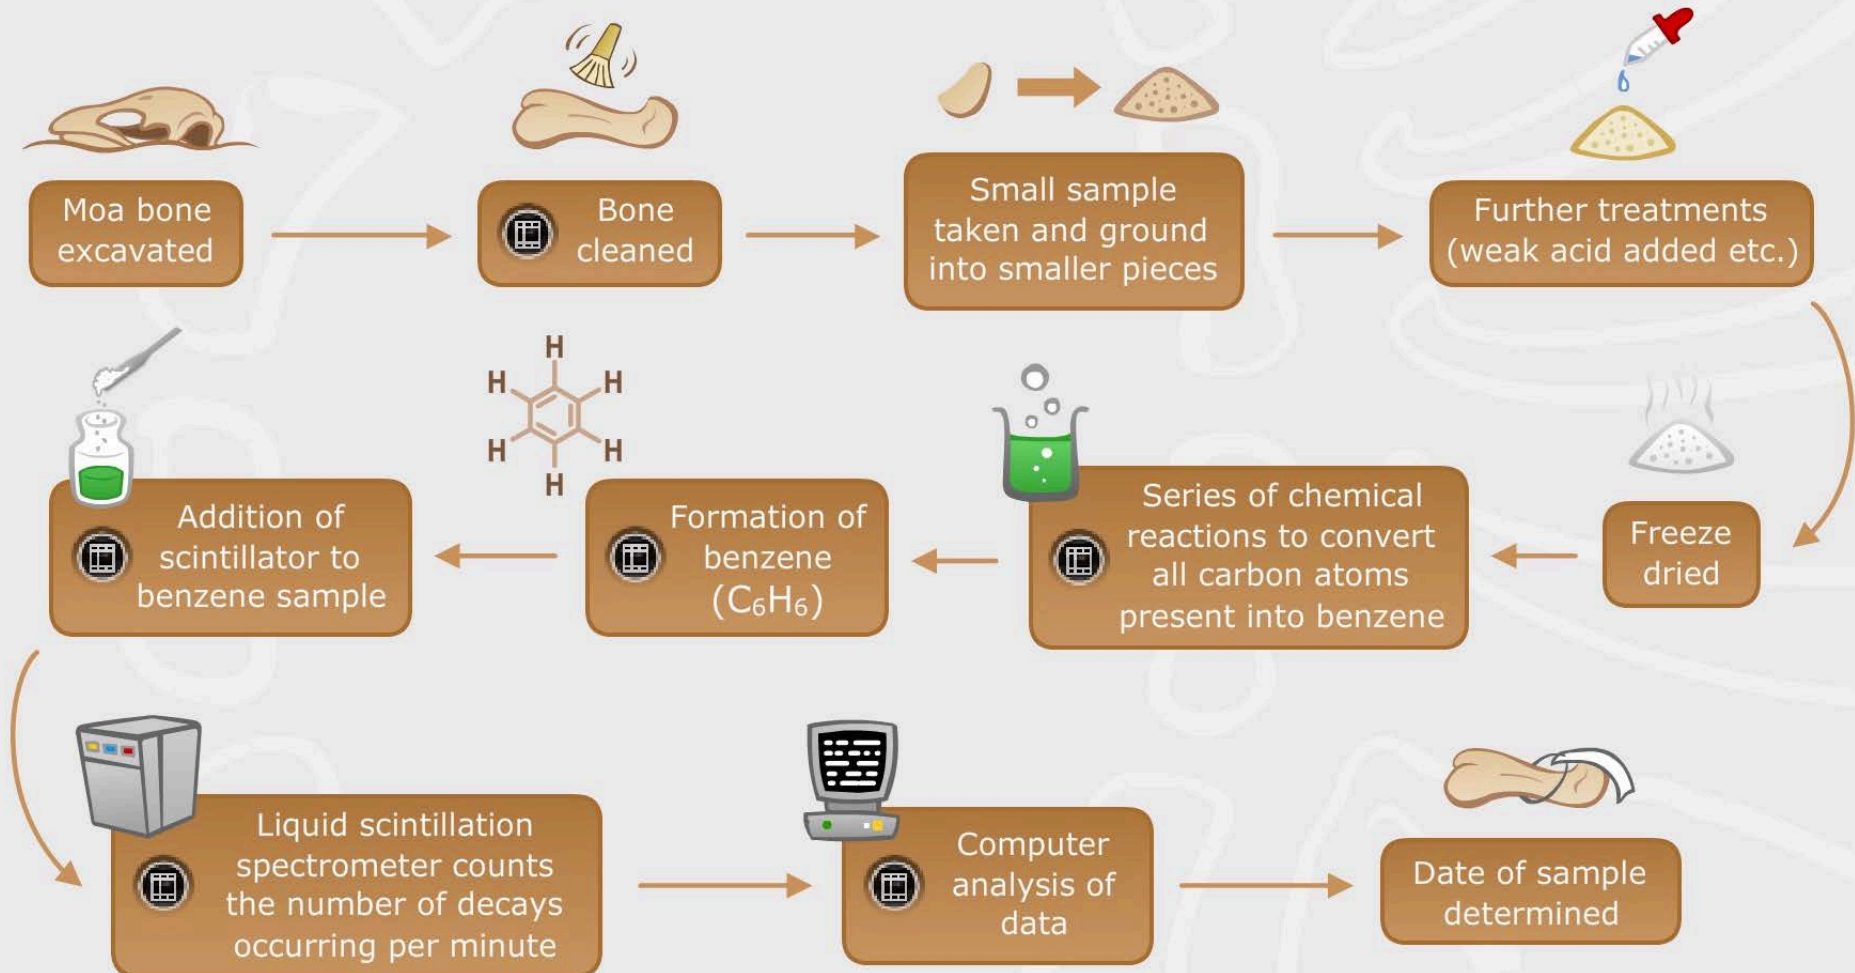 Moa bone
excavated
Bone
cleaned
Small sample
taken and ground
into smaller pieces
Further treatments
(weak acid added etc.)
Freeze
dried
Series of chemical
reactions to convert
all carbon atoms
present into benzene
H
H
H
H
H
H
Formation of
benzene
(C₆H₆)
Addition of
scintillator to
benzene sample
Liquid scintillation
spectrometer counts
the number of decays
occurring per minute
Computer
analysis of
data
Date of sample
determined